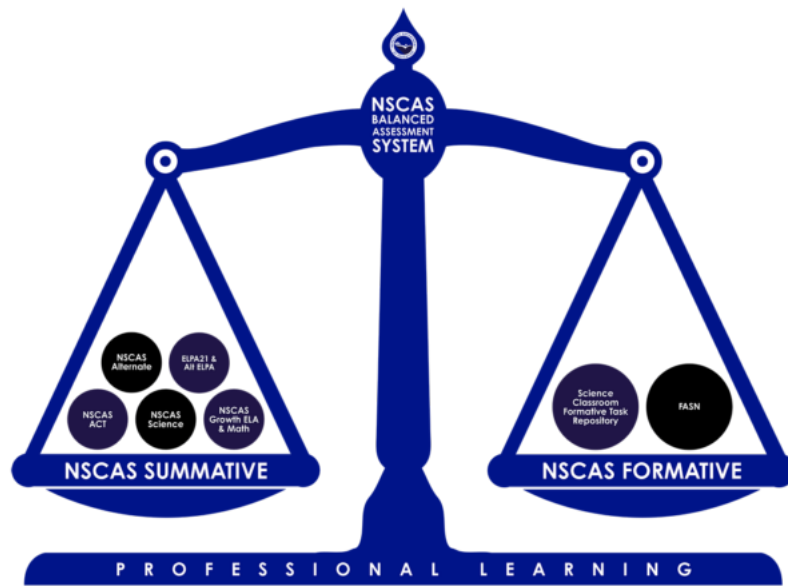 NSCAS
BALANCED
ASSESSMENT
SYSTEM
NSCAS
Alternate
ELPA21 &
Alt ELPA
NSCAS
ACT
NSCAS
Science
NSCAS
Growth ELA
& Math
NSCAS SUMMATIVE
Science
Classroom
Formative Task
Repository
FASN
NSCAS FORMATIVE
PROFESSIONAL LEARNING